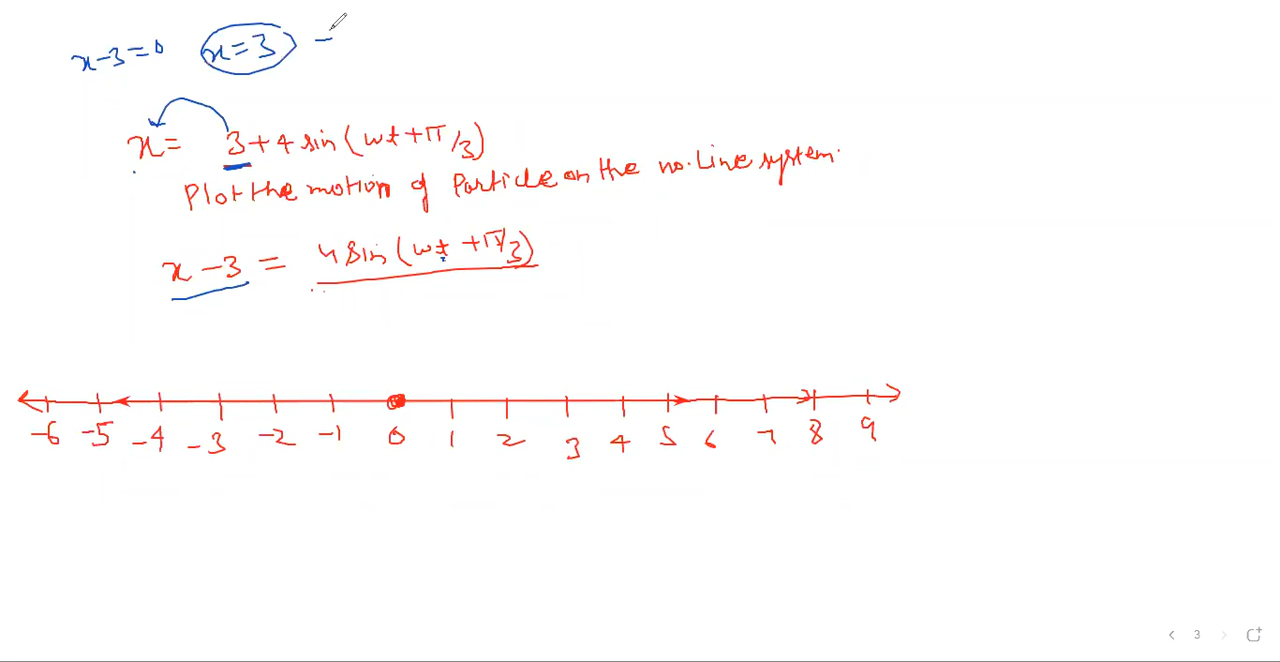 x-3=0 x=3 -
x= 3+4 sin(wt+π/3)
Plot the motion of Particle on the no.Line system.
x-3 = 4 sin(wt+π/3)
-6 -5 -4 -3 -2 -1 0 1 2 3 4 5 6 7 8 9
3